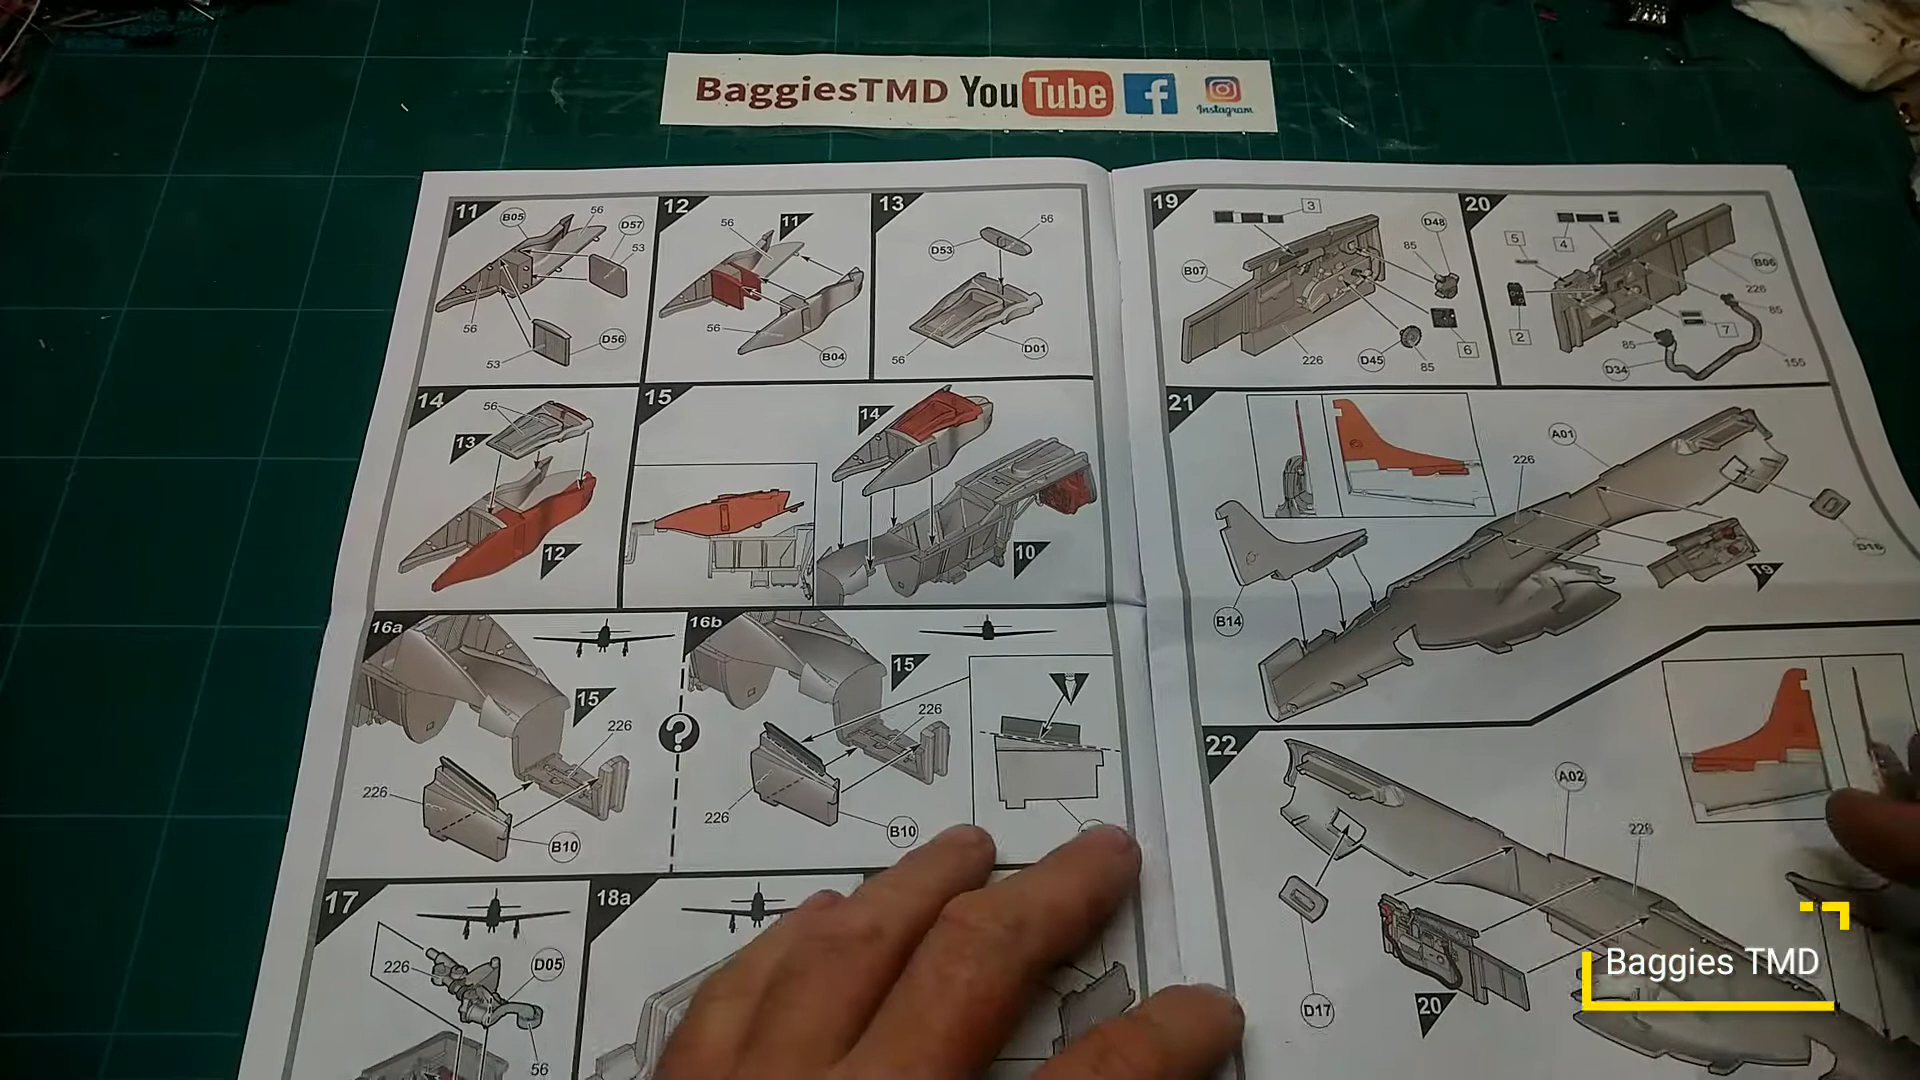 BaggiesTMD YouTube f Instagram
11
B05
56
D57
53
56
53
D56
12
56
11
56
B04
13
56
D53
56
D01
14
56
13
12
15
14
10
16a
15
226
226
B10
16b
15
226
226
B10
?
17
226
D05
56
18a
19
3
D48
85
B07
226
D45
85
6
20
5
4
B06
226
85
2
7
85
D34
155
21
A01
226
D16
19
B14
22
A02
226
D17
20
Baggies TMD